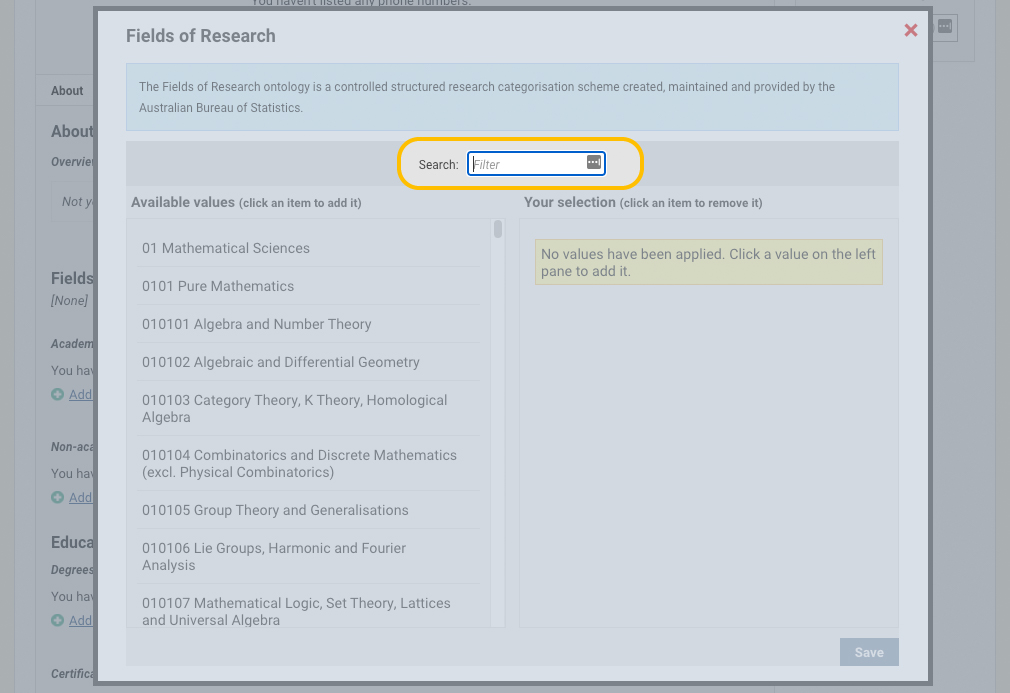 You haven't listed any phone numbers.
Fields of Research
The Fields of Research ontology is a controlled structured research categorisation scheme created, maintained and provided by the
Australian Bureau of Statistics.
Search: Filter
Available values (click an item to add it)
Your selection (click an item to remove it)
01 Mathematical Sciences
0101 Pure Mathematics
010101 Algebra and Number Theory
010102 Algebraic and Differential Geometry
010103 Category Theory, K Theory, Homological
Algebra
010104 Combinatorics and Discrete Mathematics
(excl. Physical Combinatorics)
010105 Group Theory and Generalisations
010106 Lie Groups, Harmonic and Fourier
Analysis
010107 Mathematical Logic, Set Theory, Lattices
and Universal Algebra
No values have been applied. Click a value on the left
pane to add it.
Save
About
About
Overvie
Not y
Fields
[None]
Academ
You hav
Add
Non-aca
You hav
Add
Educa
Degrees
You hav
Add
Certifica